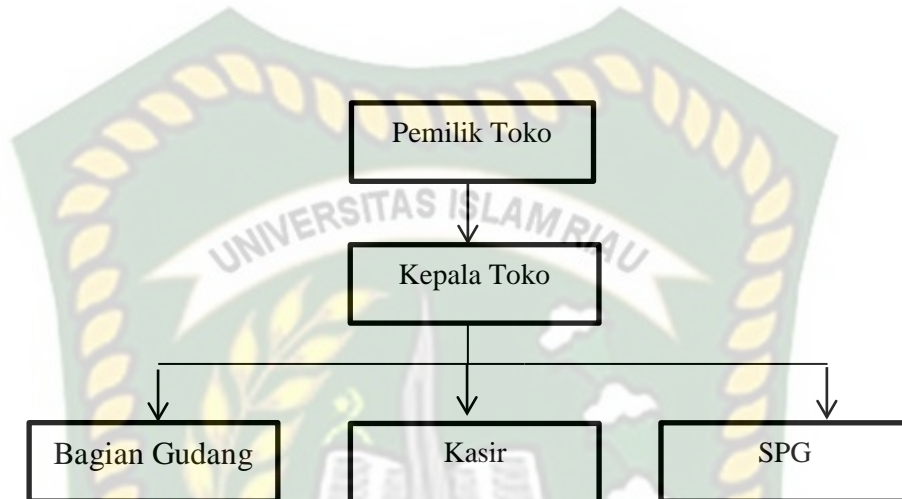 Pemilik Toko
UNIVERSITAS ISLAM RIAU
Kepala Toko
Bagian Gudang
Kasir
SPG